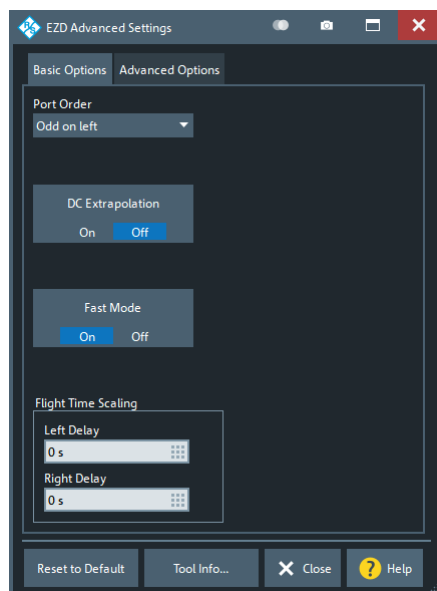 EZD Advanced Settings
Basic Options Advanced Options
Port Order
Odd on left
DC Extrapolation
On Off
Fast Mode
On Off
Flight Time Scaling
Left Delay
0 s
Right Delay
0 s
Reset to Default Tool Info... Close ? Help